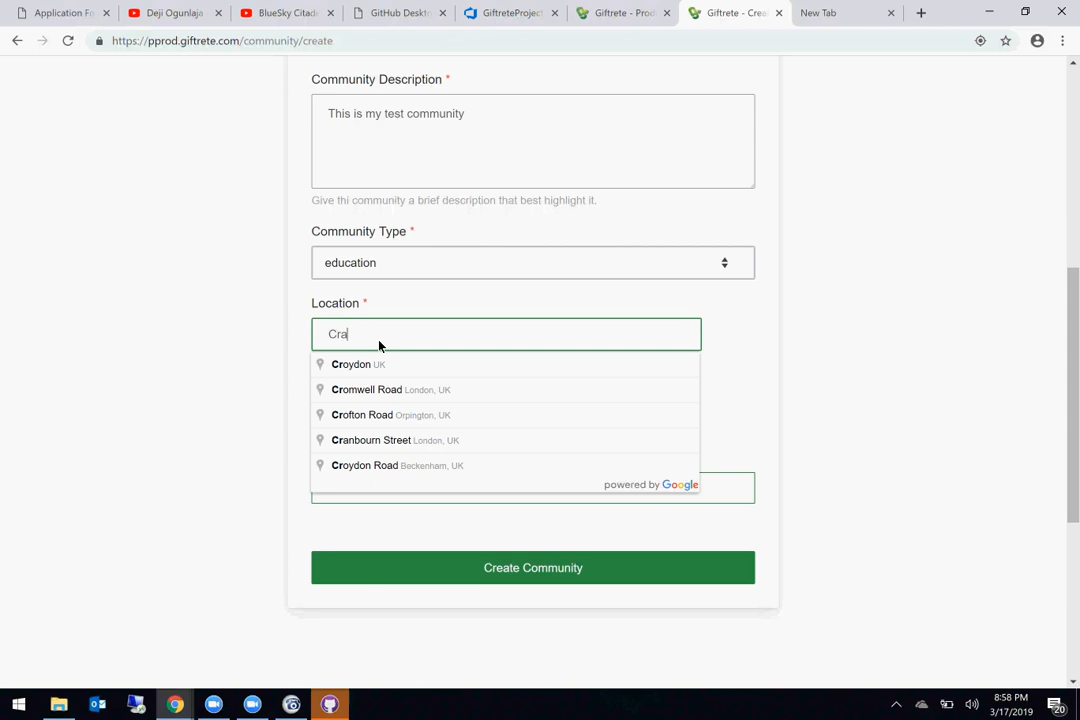 Application Fo
Deji Ogunlaja
BlueSky Citade
GitHub Deskto
GiftreteProject
Giftrete - Prod
Giftrete - Crea
New Tab
https://pprod.giftrete.com/community/create
Community Description *
This is my test community
Give thi community a brief description that best highlight it.
Community Type *
education
Location *
Cra
Croydon UK
Cromwell Road London, UK
Crofton Road Orpington, UK
Cranbourn Street London, UK
Croydon Road Beckenham, UK
powered by Google
Create Community
8:58 PM
3/17/2019
20